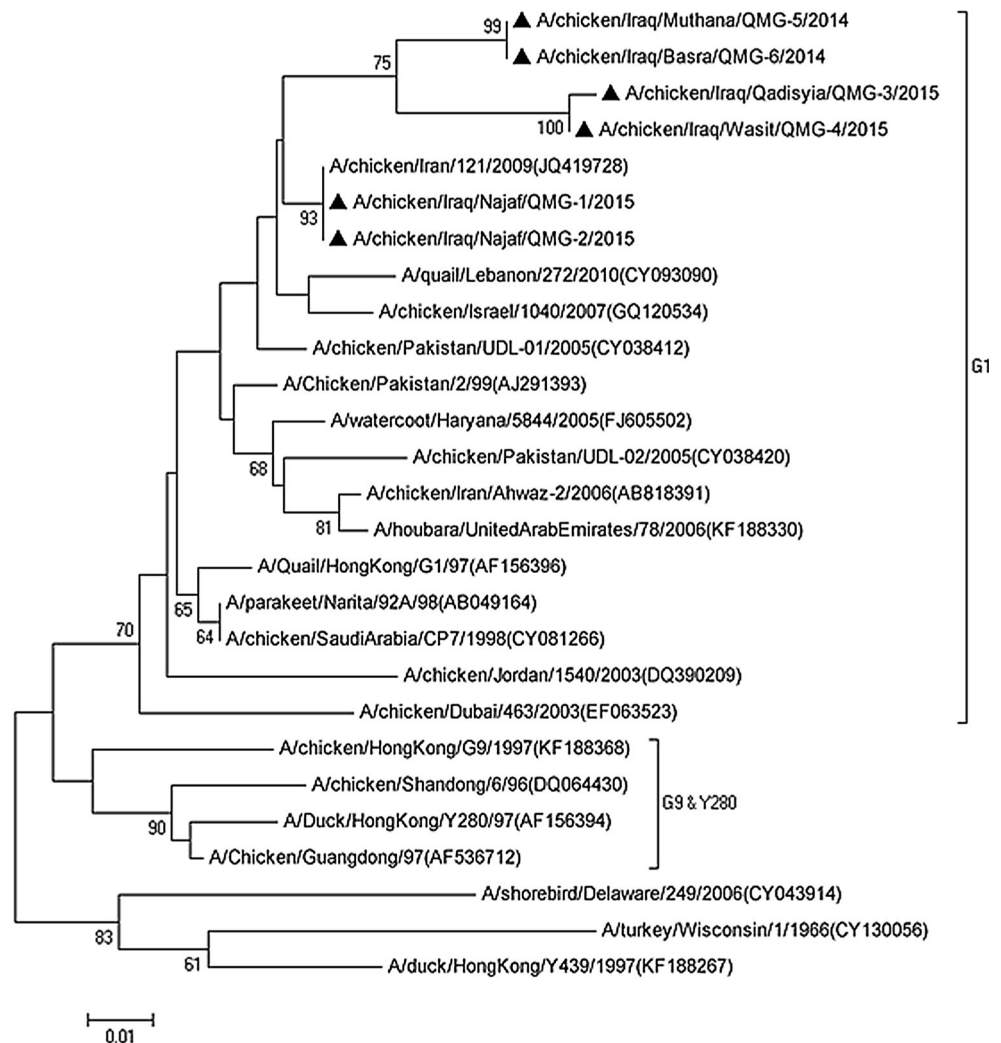 99
▲ A/chicken/Iraq/Muthana/QMG-5/2014
▲ A/chicken/Iraq/Basra/QMG-6/2014
75
▲ A/chicken/Iraq/Qadisyia/QMG-3/2015
100
▲ A/chicken/Iraq/Wasit/QMG-4/2015
A/chicken/Iran/121/2009(JQ419728)
93
▲ A/chicken/Iraq/Najaf/QMG-1/2015
▲ A/chicken/Iraq/Najaf/QMG-2/2015
A/quail/Lebanon/272/2010(CY093090)
A/chicken/Israel/1040/2007(GQ120534)
A/chicken/Pakistan/UDL-01/2005(CY038412)
G1
A/Chicken/Pakistan/2/99(AJ291393)
A/watercoot/Haryana/5844/2005(FJ605502)
68
A/chicken/Pakistan/UDL-02/2005(CY038420)
A/chicken/Iran/Ahwaz-2/2006(AB818391)
81
A/houbara/UnitedArabEmirates/78/2006(KF188330)
A/Quail/HongKong/G1/97(AF156396)
65
A/parakeet/Narita/92A/98(AB049164)
64
A/chicken/SaudiArabia/CP7/1998(CY081266)
70
A/chicken/Jordan/1540/2003(DQ390209)
A/chicken/Dubai/463/2003(EF063523)
A/chicken/HongKong/G9/1997(KF188368)
A/chicken/Shandong/6/96(DQ064430)
G9 & Y280
90
A/Duck/HongKong/Y280/97(AF156394)
A/Chicken/Guangdong/97(AF536712)
A/shorebird/Delaware/249/2006(CY043914)
83
A/turkey/Wisconsin/1/1966(CY130056)
61
A/duck/HongKong/Y439/1997(KF188267)
0.01